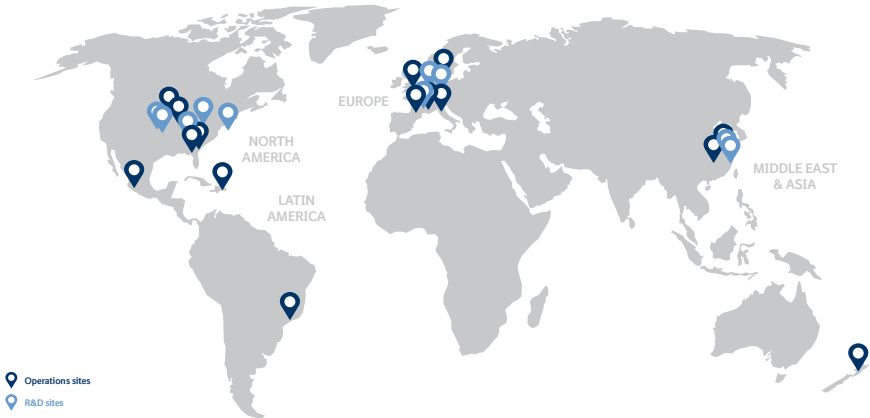 EUROPE
NORTH
AMERICA
MIDDLE EAST
& ASIA
LATIN
AMERICA
Operations sites
R&D sites